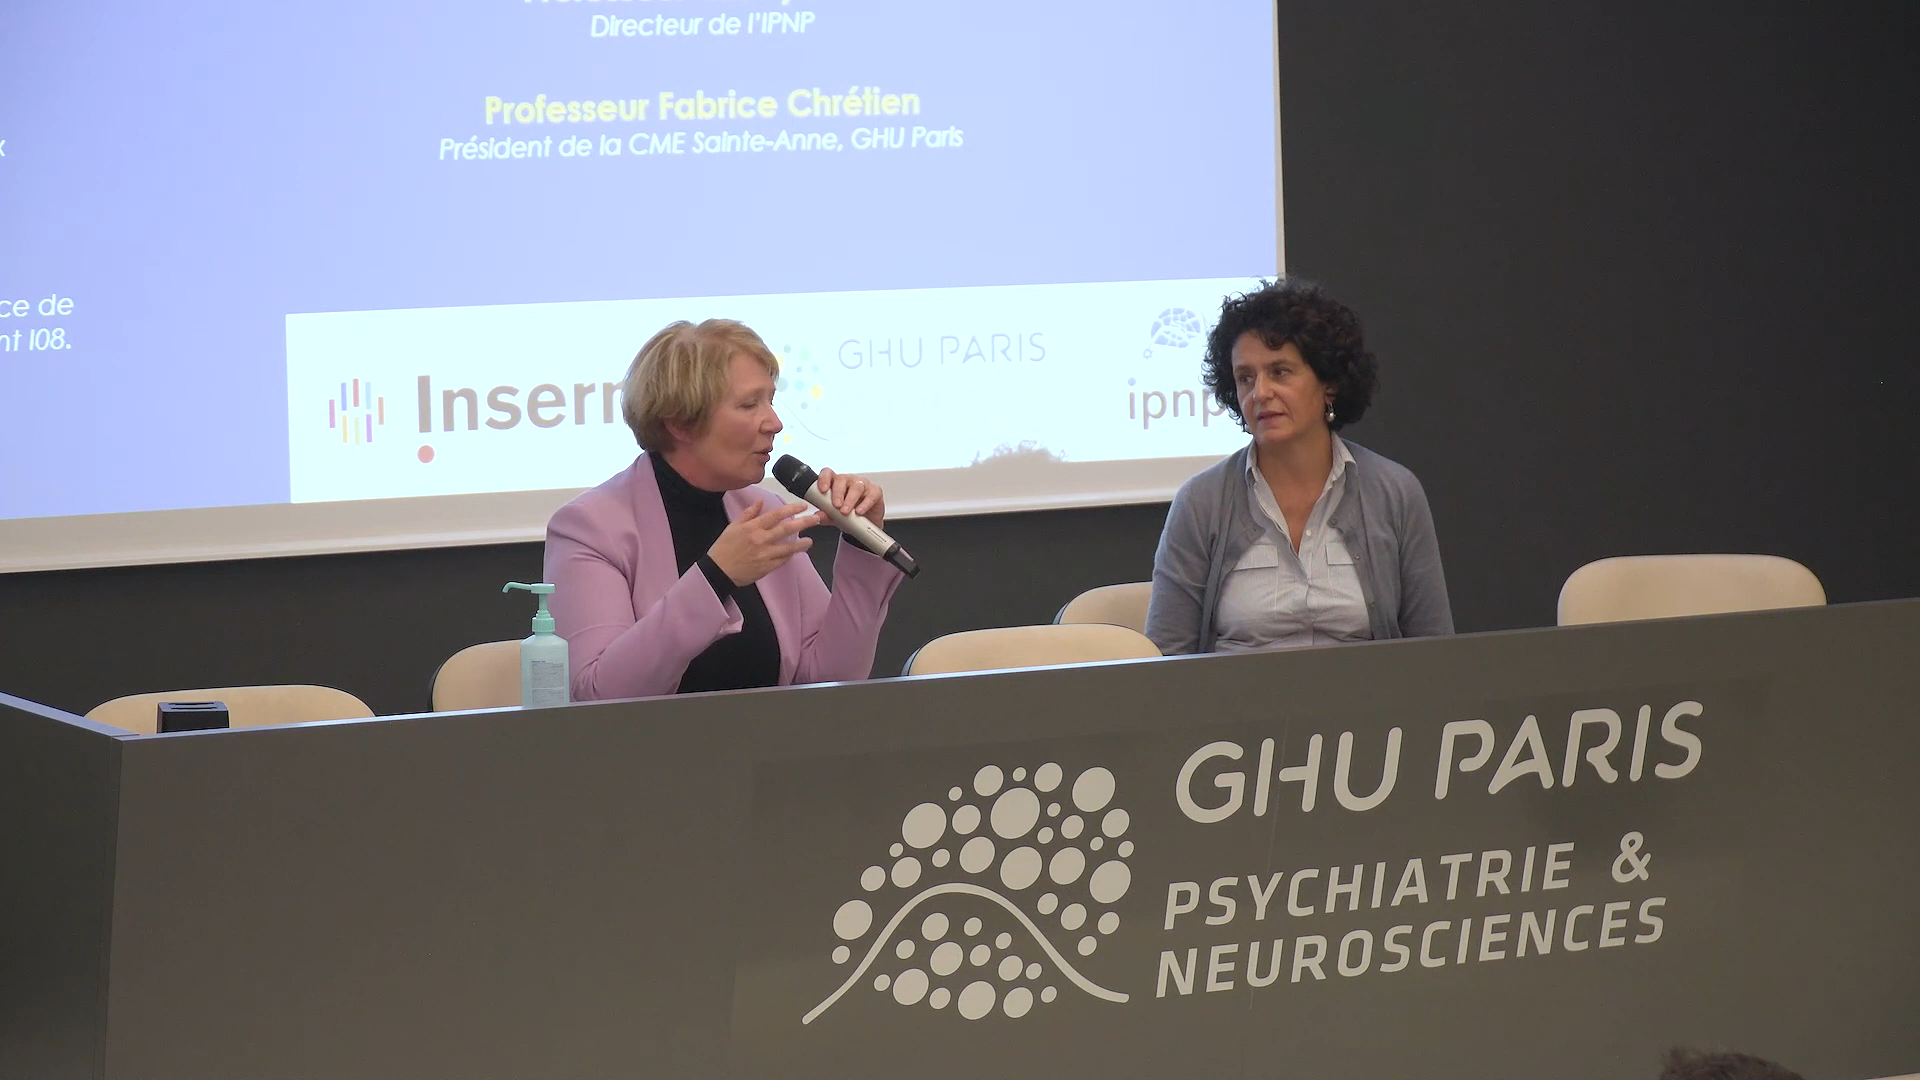 Directeur de l'IPNP
Professeur Fabrice Chrétien
Président de la CME Sainte-Anne, GHU Paris
x
ce de
nt I08.
Inserm
GHU PARIS
ipnp
GHU PARIS
PSYCHIATRIE &
NEUROSCIENCES